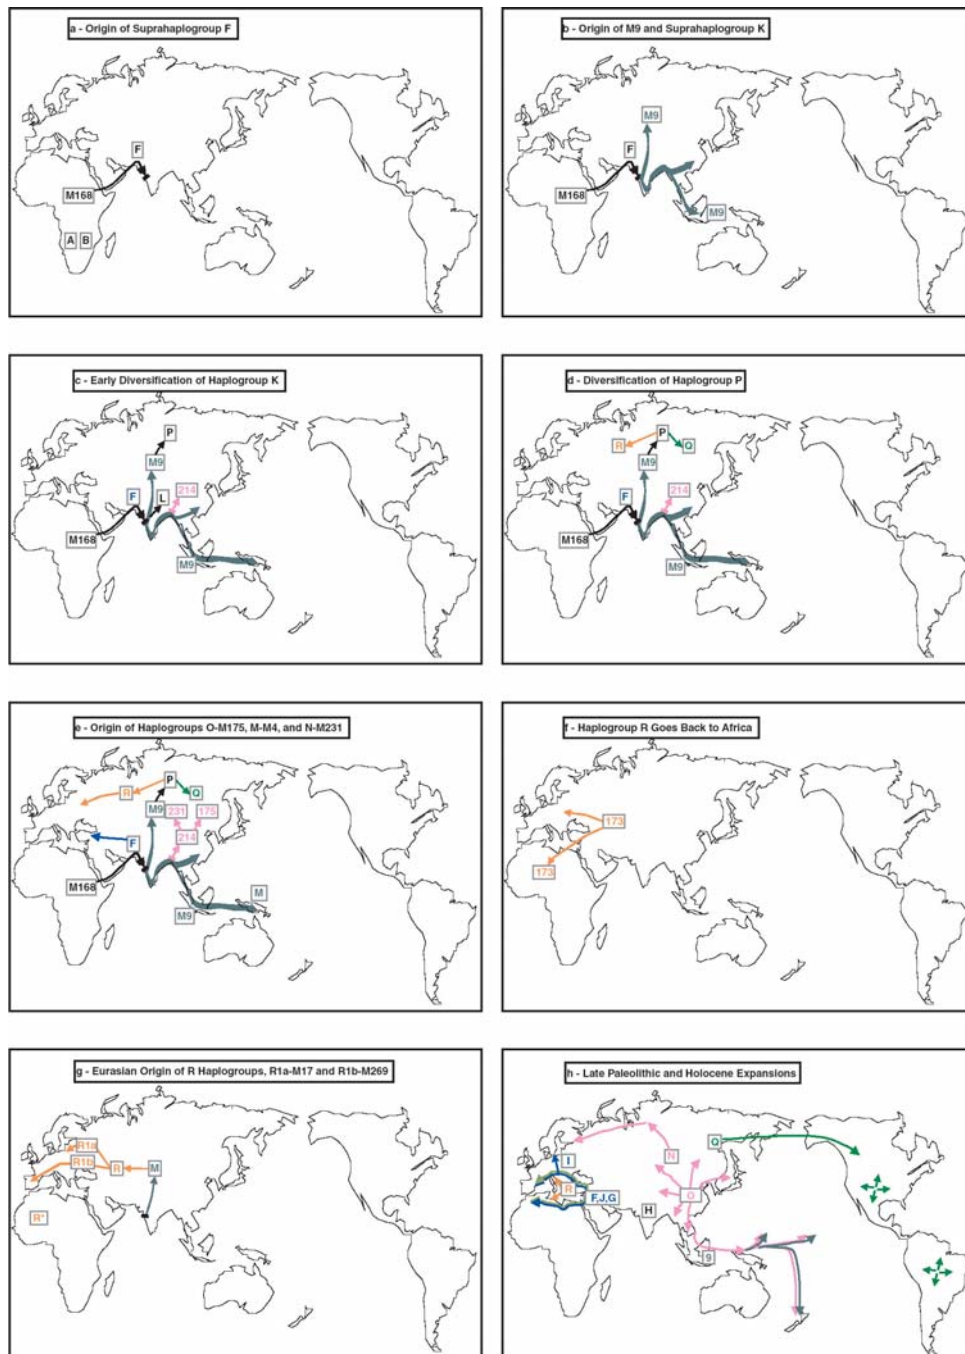 a - Origin of Suprahaplogroup F
F
M168
A B
b - Origin of M9 and Suprahaplogroup K
M9
F
M168
M9
c - Early Diversification of Haplogroup K
P
M9
F L 214
M168
M9
d - Diversification of Haplogroup P
R P Q
M9
F 214
M168
M9
e - Origin of Haplogroups O-M175, M-M4, and N-M231
P
R Q
M9 231 175
F 214
M168 M
M9
f - Haplogroup R Goes Back to Africa
173
173
g - Eurasian Origin of R Haplogroups, R1a-M17 and R1b-M269
R1a
R1b R M
R*
h - Late Paleolithic and Holocene Expansions
Q
I N
R O
F,J,G
H
9